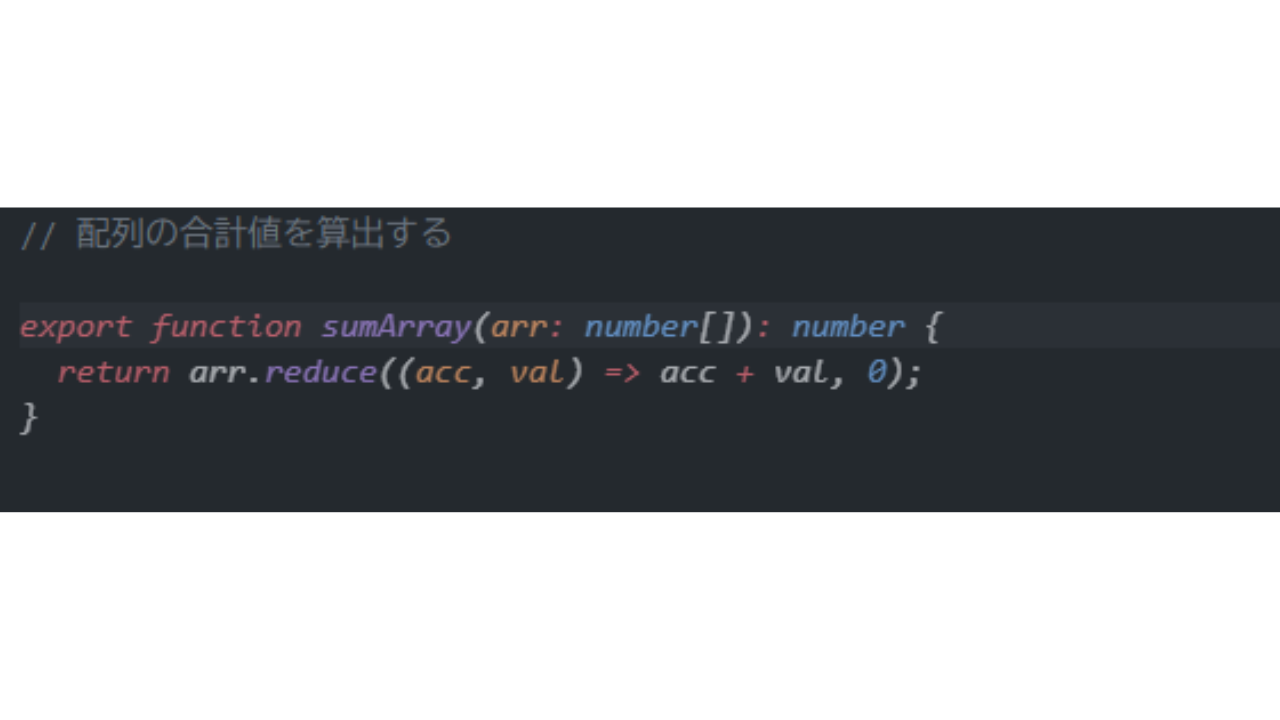 // 配列の合計値を算出する
export function sumArray(arr: number[]): number {
  return arr.reduce((acc, val) => acc + val, 0);
}